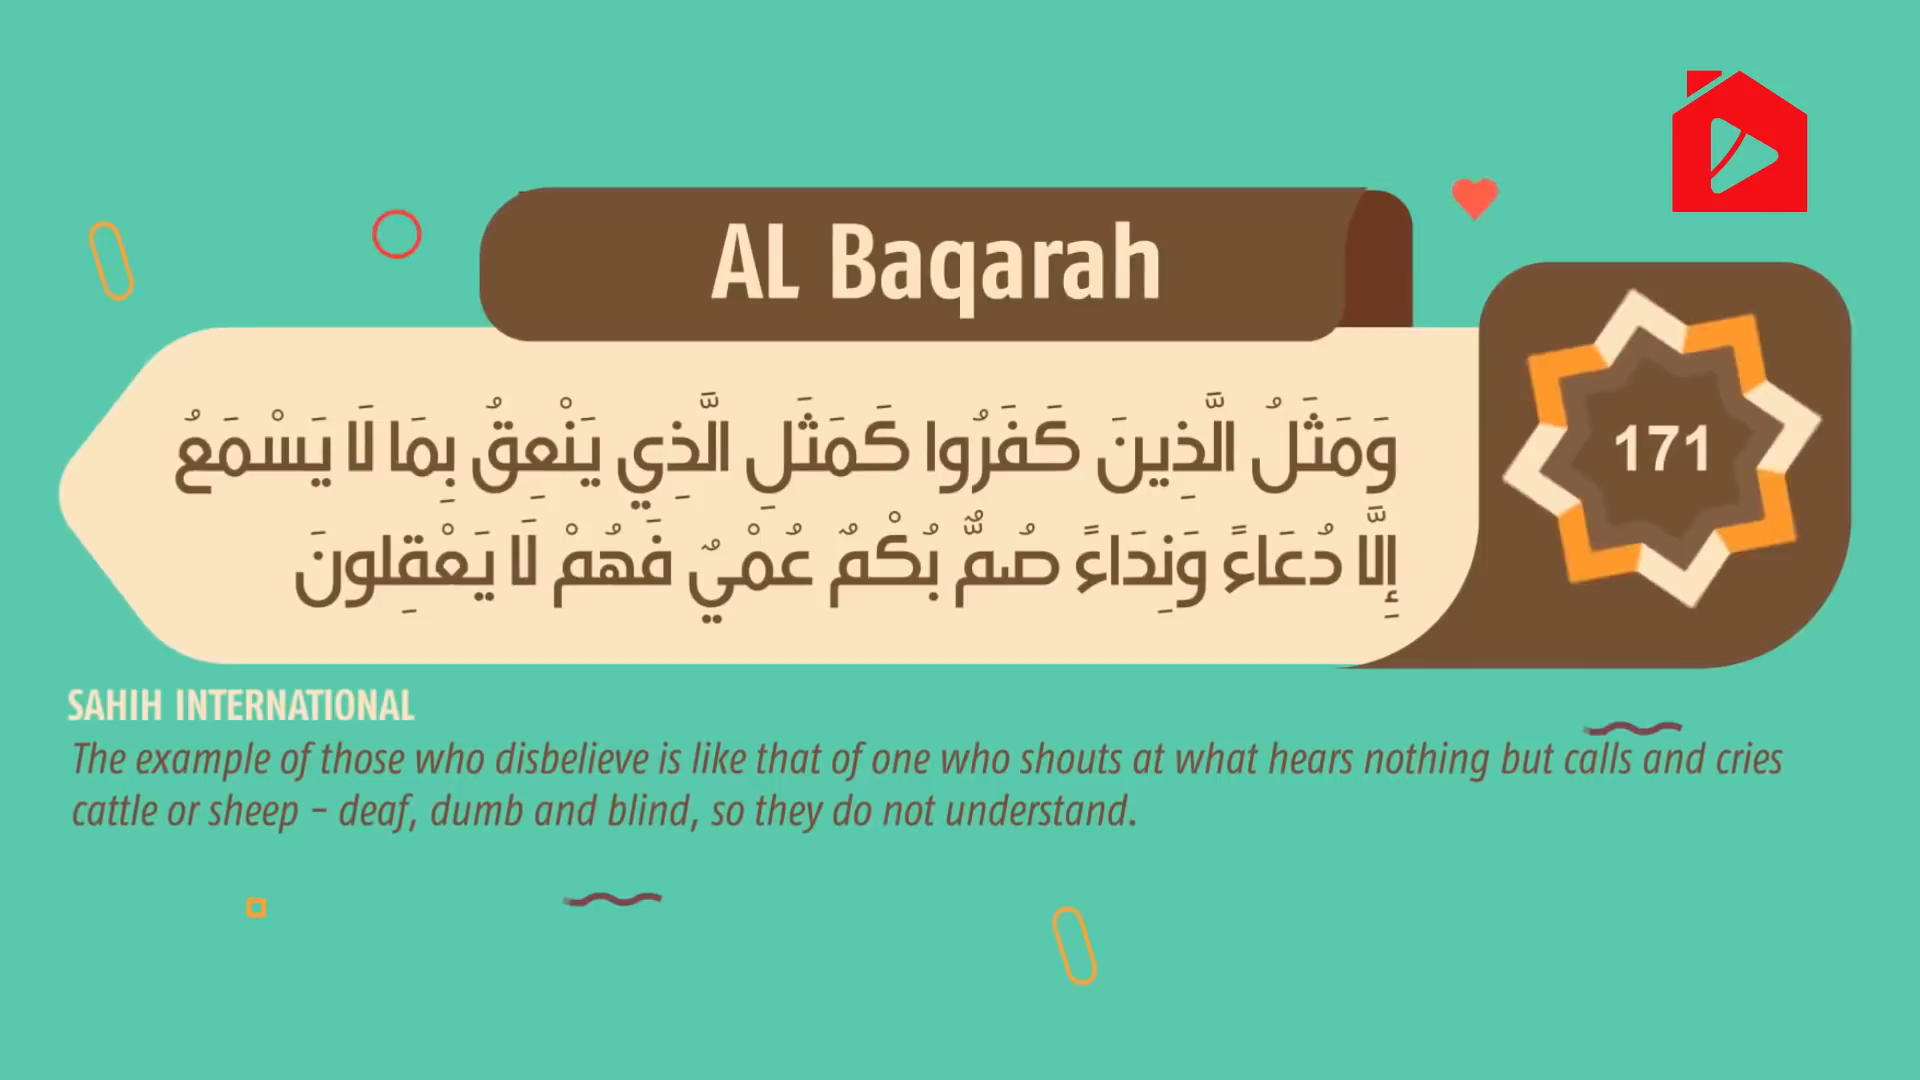 AL Baqarah
171
وَمَثَلُ الَّذِينَ كَفَرُوا كَمَثَلِ الَّذِي يَنْعِقُ بِمَا لَا يَسْمَعُ
إِلَّا دُعَاءً وَنِدَاءً صُمٌّ بُكْمٌ عُمْيٌ فَهُمْ لَا يَعْقِلُونَ
SAHIH INTERNATIONAL
The example of those who disbelieve is like that of one who shouts at what hears nothing but calls and cries
cattle or sheep – deaf, dumb and blind, so they do not understand.